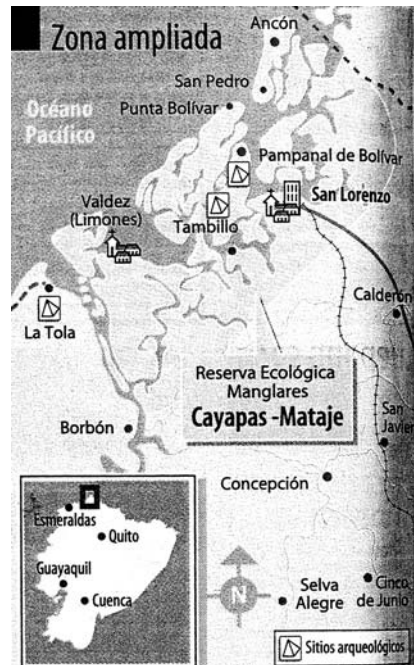 Zona ampliada
Ancón
San Pedro
Océano
Pacífico
Punta Bolívar
Pampanal de Bolívar
San Lorenzo
Valdez
(Limones)
Tambillo
La Tola
Calderón
Reserva Ecológica
Manglares
Cayapas -Mataje
Borbón
San
Javier
Concepción
Esmeraldas
Quito
Guayaquil
Cuenca
N
Selva
Alegre
Cinco
de Junio
Sitios arqueológicos